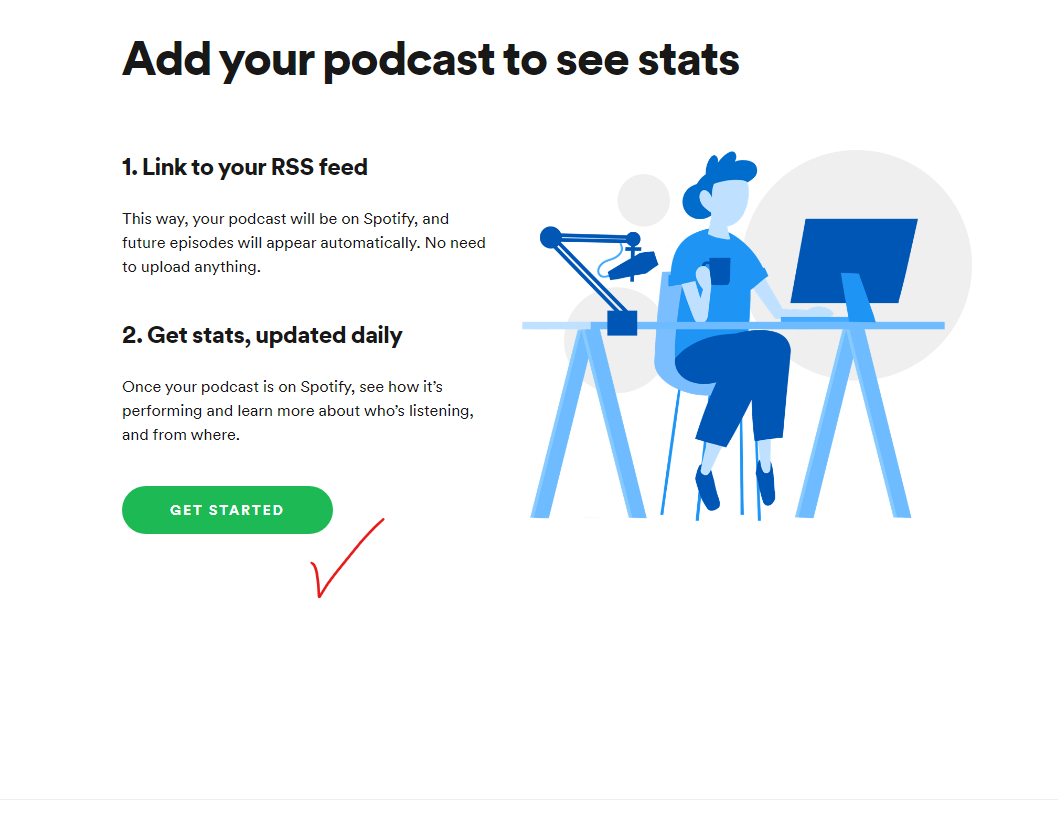 Add your podcast to see stats
1. Link to your RSS feed
This way, your podcast will be on Spotify, and
future episodes will appear automatically. No need
to upload anything.
2. Get stats, updated daily
Once your podcast is on Spotify, see how it’s
performing and learn more about who’s listening,
and from where.
GET STARTED